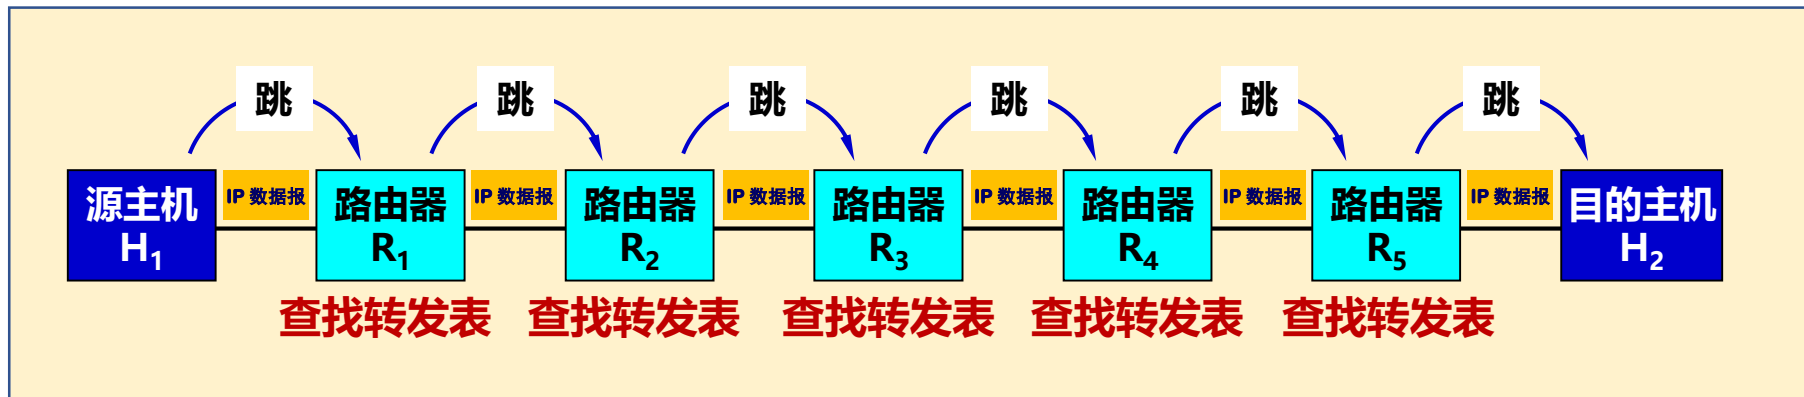 跳 跳 跳 跳 跳 跳
源主机 IP 数据报 路由器 IP 数据报 路由器 IP 数据报 路由器 IP 数据报 路由器 IP 数据报 路由器 IP 数据报 目的主机
H1 R1 R2 R3 R4 R5 H2
查找转发表 查找转发表 查找转发表 查找转发表 查找转发表